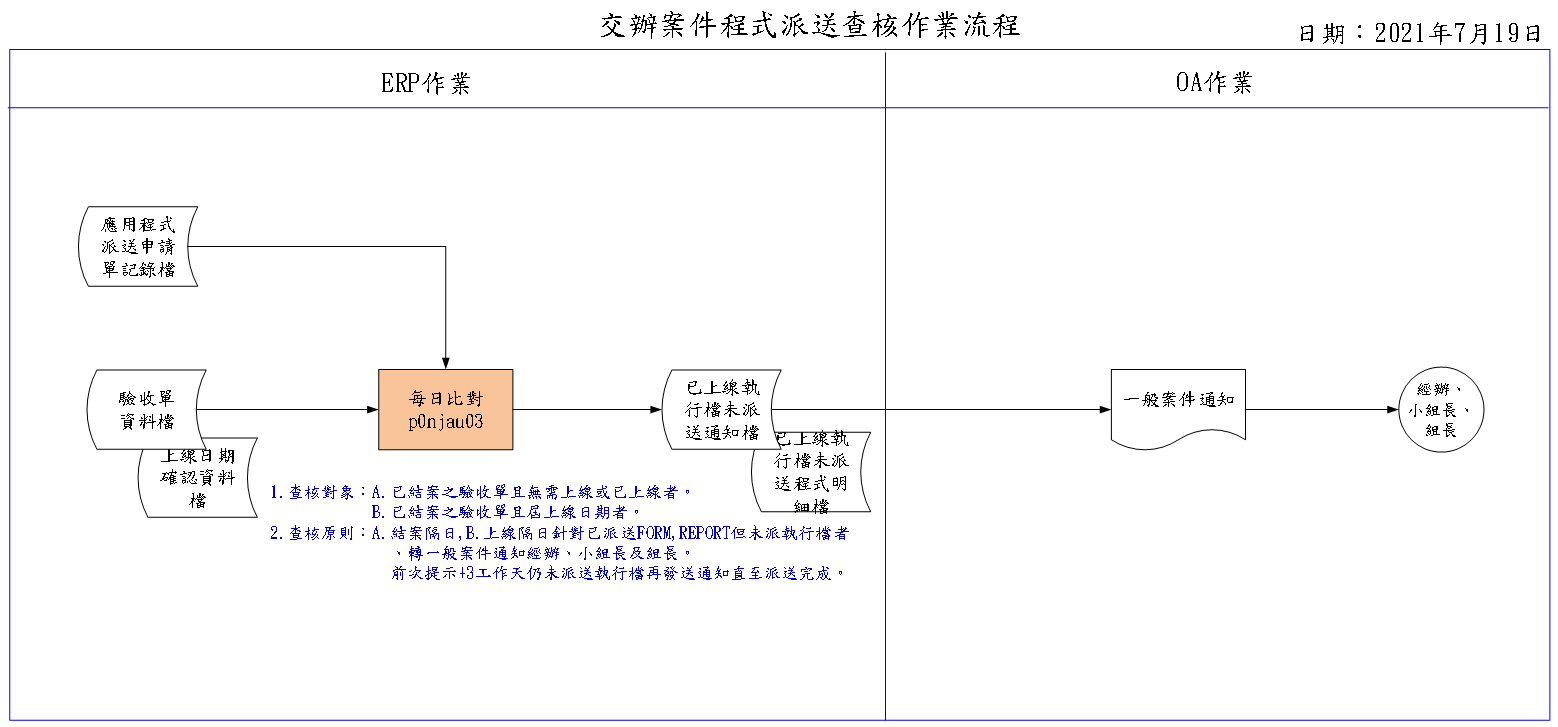 交辦案件程式派送查核作業流程
日期：2021年7月19日
ERP作業
OA作業
應用程式
派送申請
單記錄檔
驗收單
資料檔
上線日期
確認資料
檔
每日比對
p0njau03
已上線執
行檔未派
送通知檔
已上線執
行檔未派
送程式明
細檔
一般案件通知
經辦、
小組長、
組長
1.查核對象：A.已結案之驗收單且無需上線或已上線者。
B.已結案之驗收單且屆上線日期者。
2.查核原則：A.結案隔日,B.上線隔日針對已派送FORM,REPORT但未派執行檔者
、轉一般案件通知經辦、小組長及組長。
前次提示+3工作天仍未派送執行檔再發送通知直至派送完成。